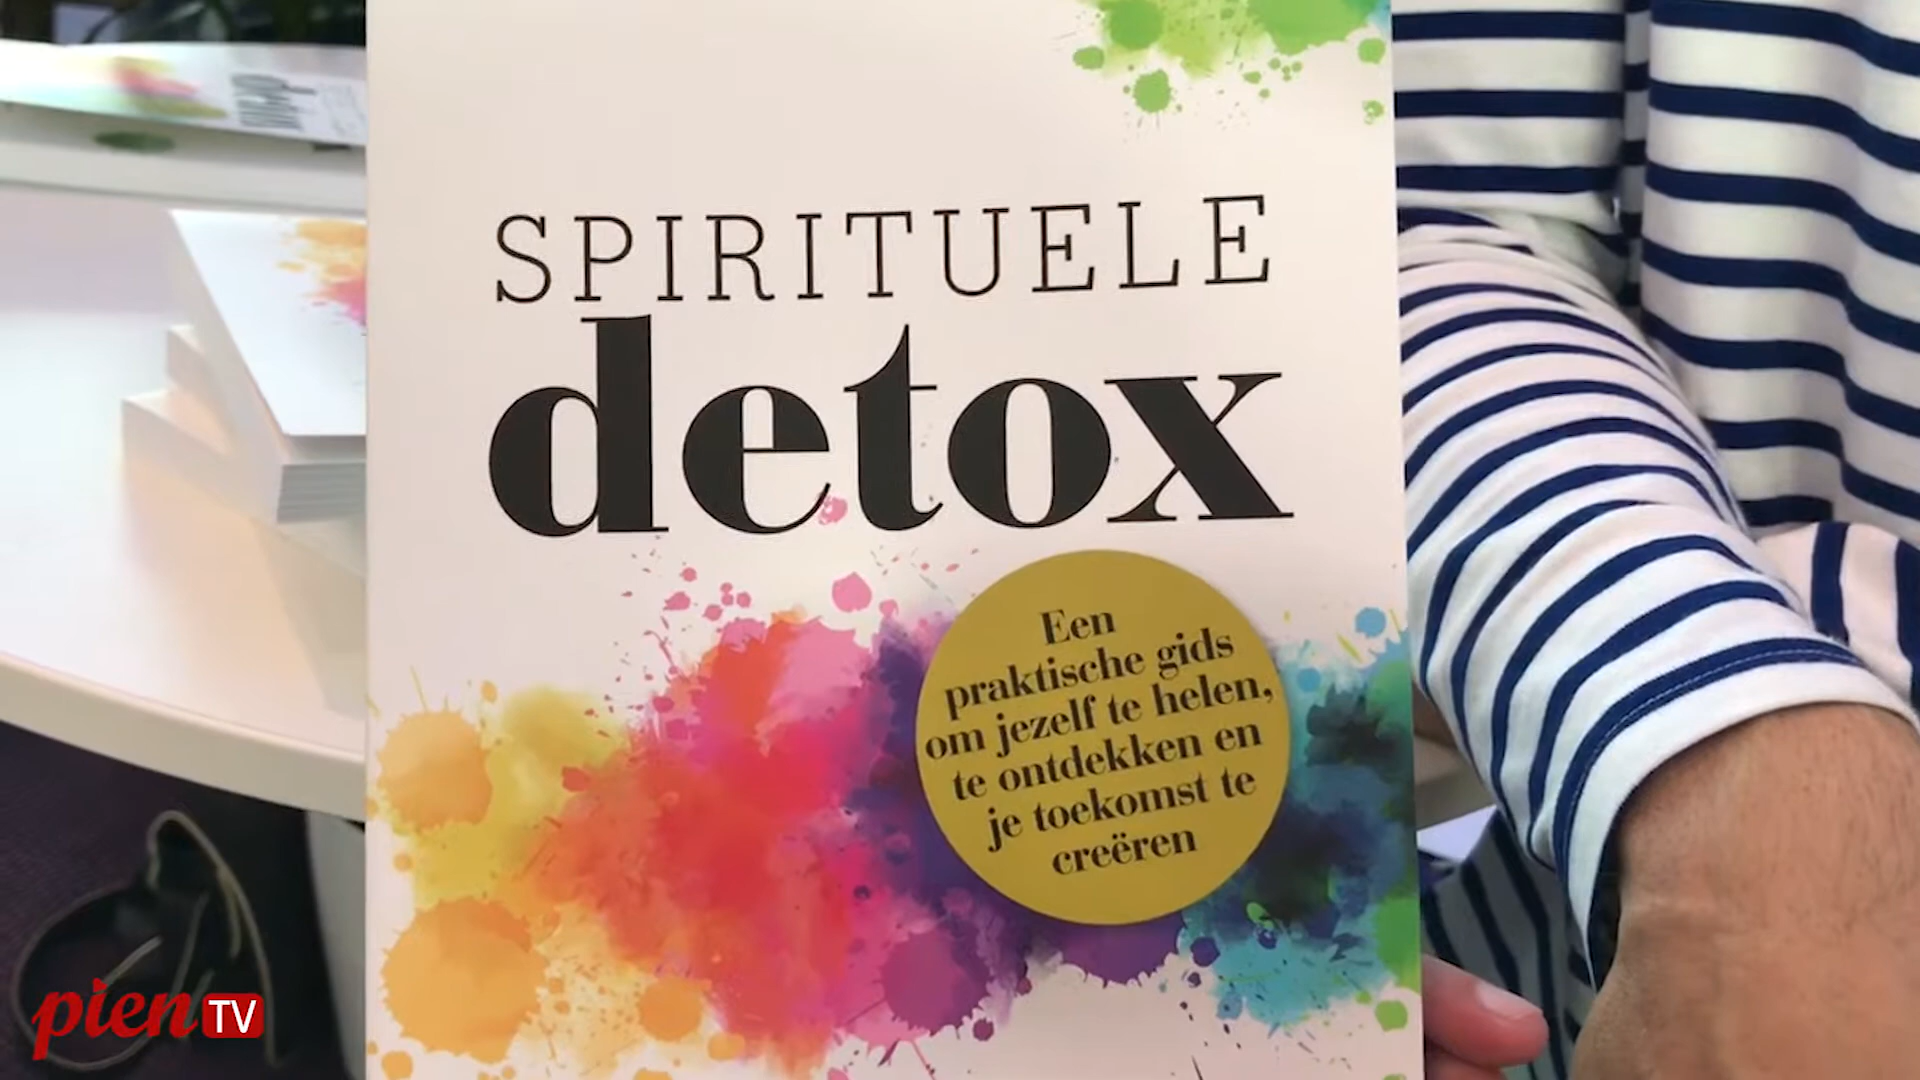 SPIRITUELE
detox
Een
praktische gids
om jezelf te helen,
te ontdekken en
je toekomst te
creëren
pien TV